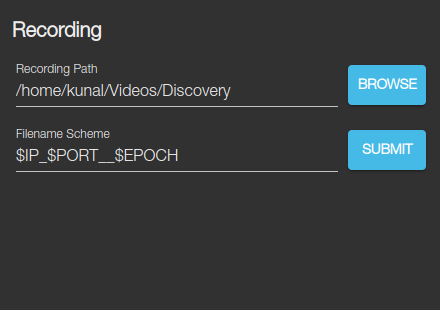 Recording
Recording Path
/home/kunal/Videos/Discovery
BROWSE
Filename Scheme
$IP_$PORT__$EPOCH
SUBMIT